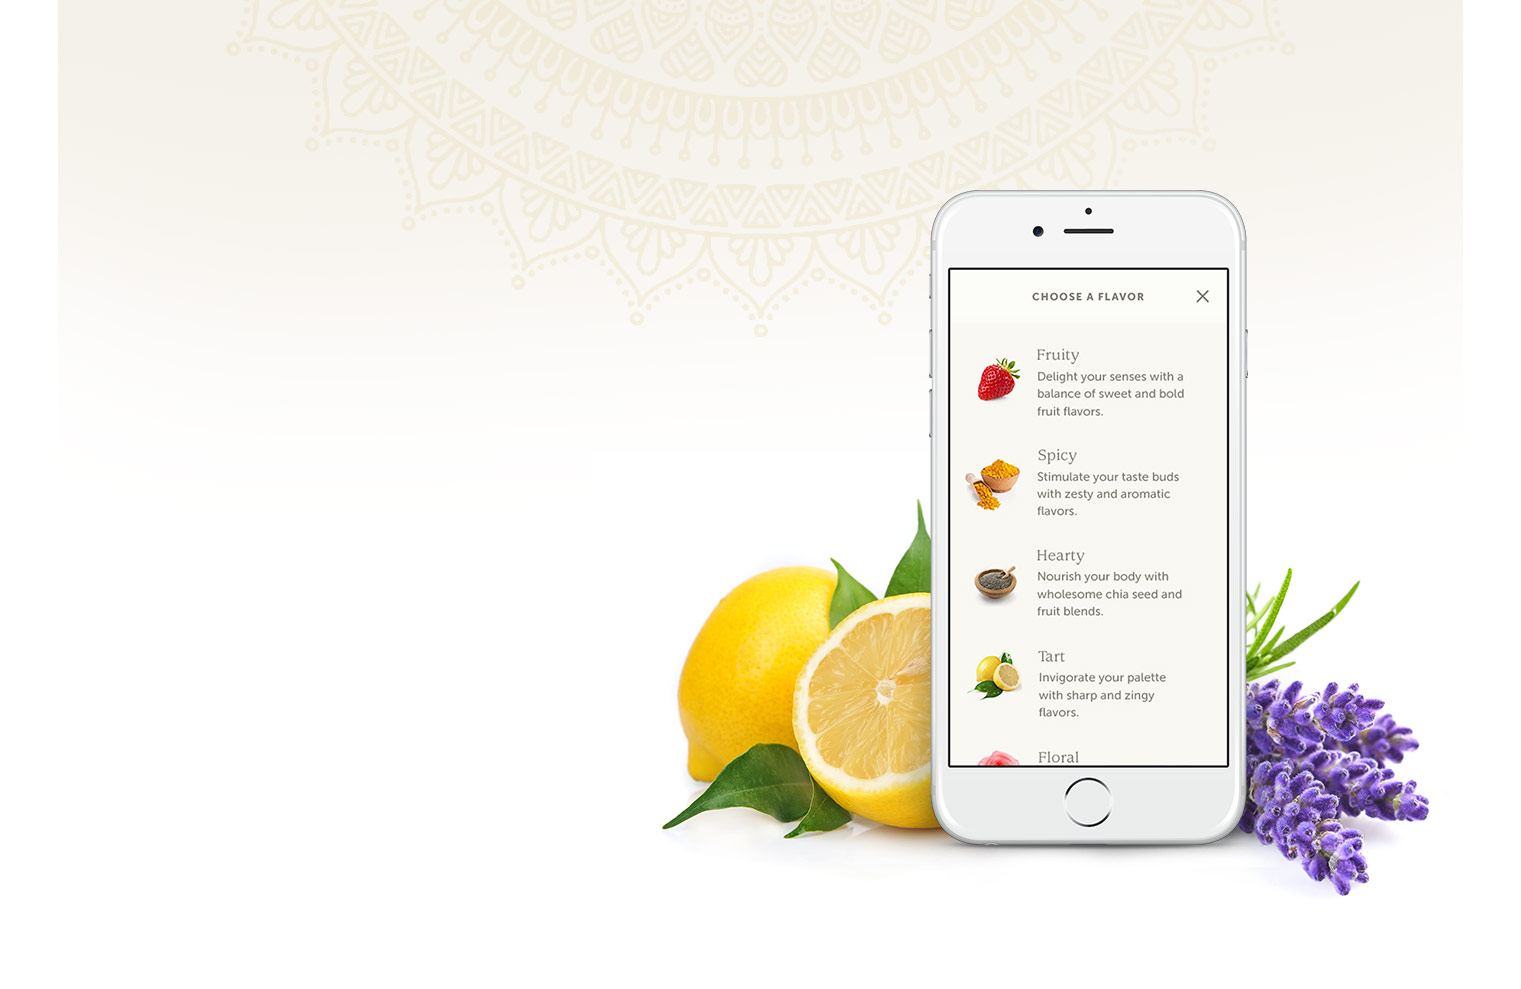 CHOOSE A FLAVOR
Fruity
Delight your senses with a
balance of sweet and bold
fruit flavors.
Spicy
Stimulate your taste buds
with zesty and aromatic
flavors.
Hearty
Nourish your body with
wholesome chia seed and
fruit blends.
Tart
Invigorate your palette
with sharp and zingy
flavors.
Floral